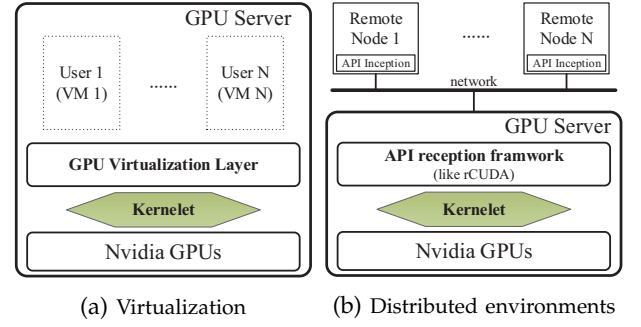 GPU Server
User 1
(VM 1)
......
User N
(VM N)
GPU Virtualization Layer
Kernelet
Nvidia GPUs
(a) Virtualization
Remote
Node 1
API Inception
......
Remote
Node N
API Inception
network
GPU Server
API reception framwork
(like rCUDA)
Kernelet
Nvidia GPUs
(b) Distributed environments